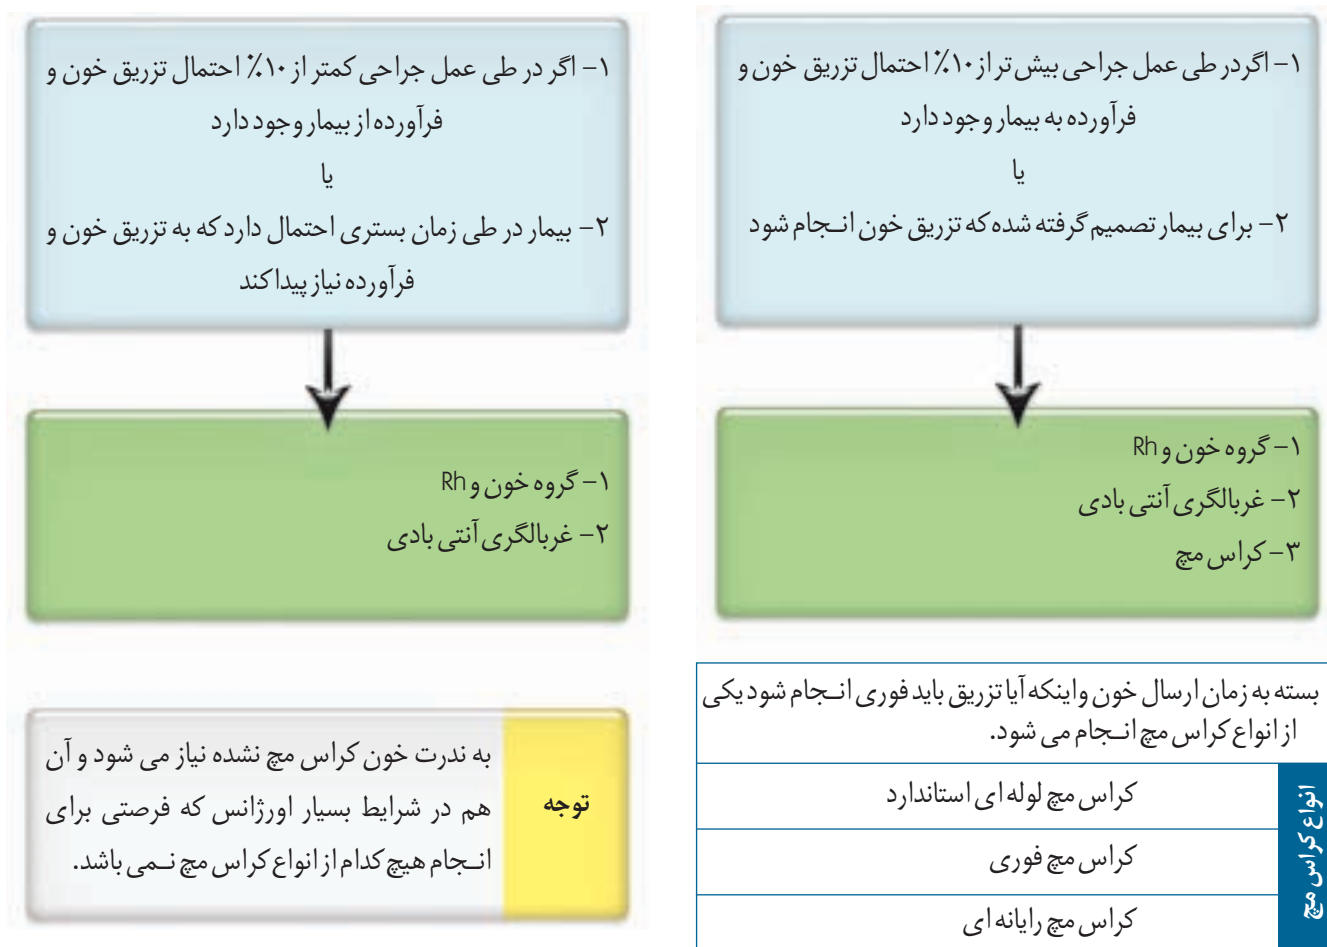 ۱- اگر در طی عمل جراحی بیش تر از ۱۰٪ احتمال تزریق خون و
فرآورده به بیمار وجود دارد
یا
۲- برای بیمار تصمیم گرفته شده که تزریق خون انـجام شود
۱- گروه خون و Rh
۲- غربالگری آنتی بادی
۳- کراس مچ
بسته به زمان ارسال خون واینکه آیا تزریق باید فوری انـجام شود یکی
از انواع کراس مچ انـجام می شود.
انواع کراس مچ
کراس مچ لوله ای استاندارد
کراس مچ فوری
کراس مچ رایانه ای
۱- اگر در طی عمل جراحی کمتر از ۱۰٪ احتمال تزریق خون و
فرآورده از بیمار وجود دارد
یا
۲- بیمار در طی زمان بستری احتمال دارد که به تزریق خون و
فرآورده نیاز پیدا کند
۱- گروه خون و Rh
۲- غربالگری آنتی بادی
توجه
به ندرت خون کراس مچ نشده نیاز می شود و آن
هم در شرایط بسیار اورژانس که فرصتی برای
انـجام هیچ کدام از انواع کراس مچ نـمی باشد.